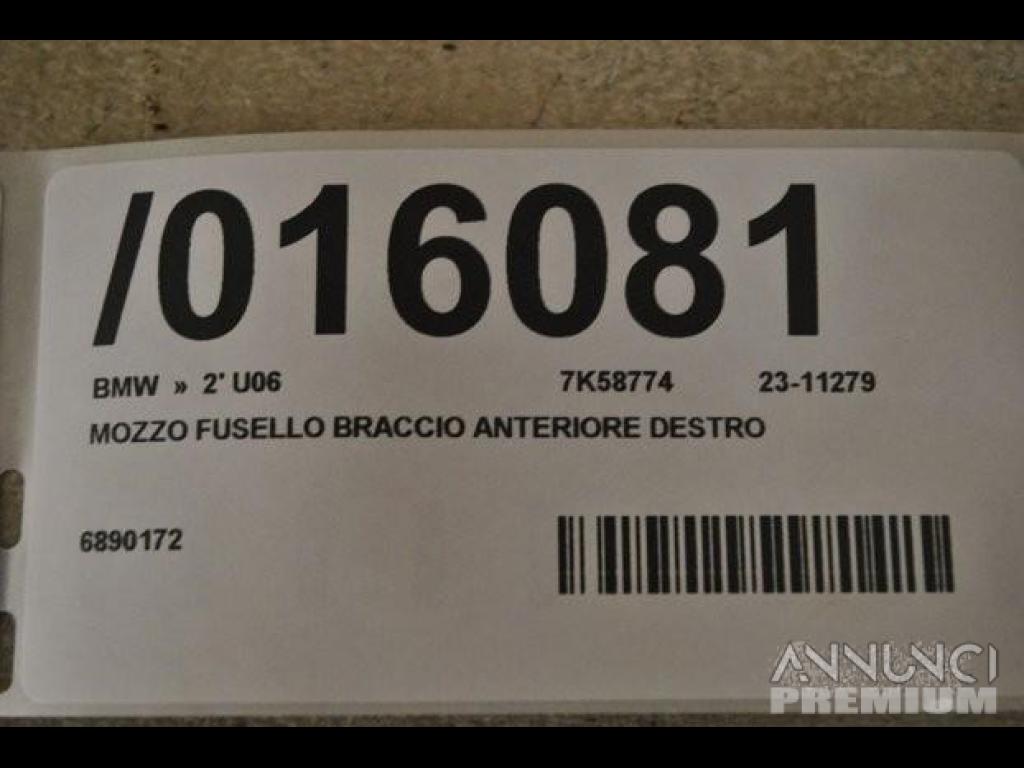 /016081
BMW » 2' U06 7K58774 23-11279
MOZZO FUSELLO BRACCIO ANTERIORE DESTRO
6890172
ANNUNCI
PREMIUM